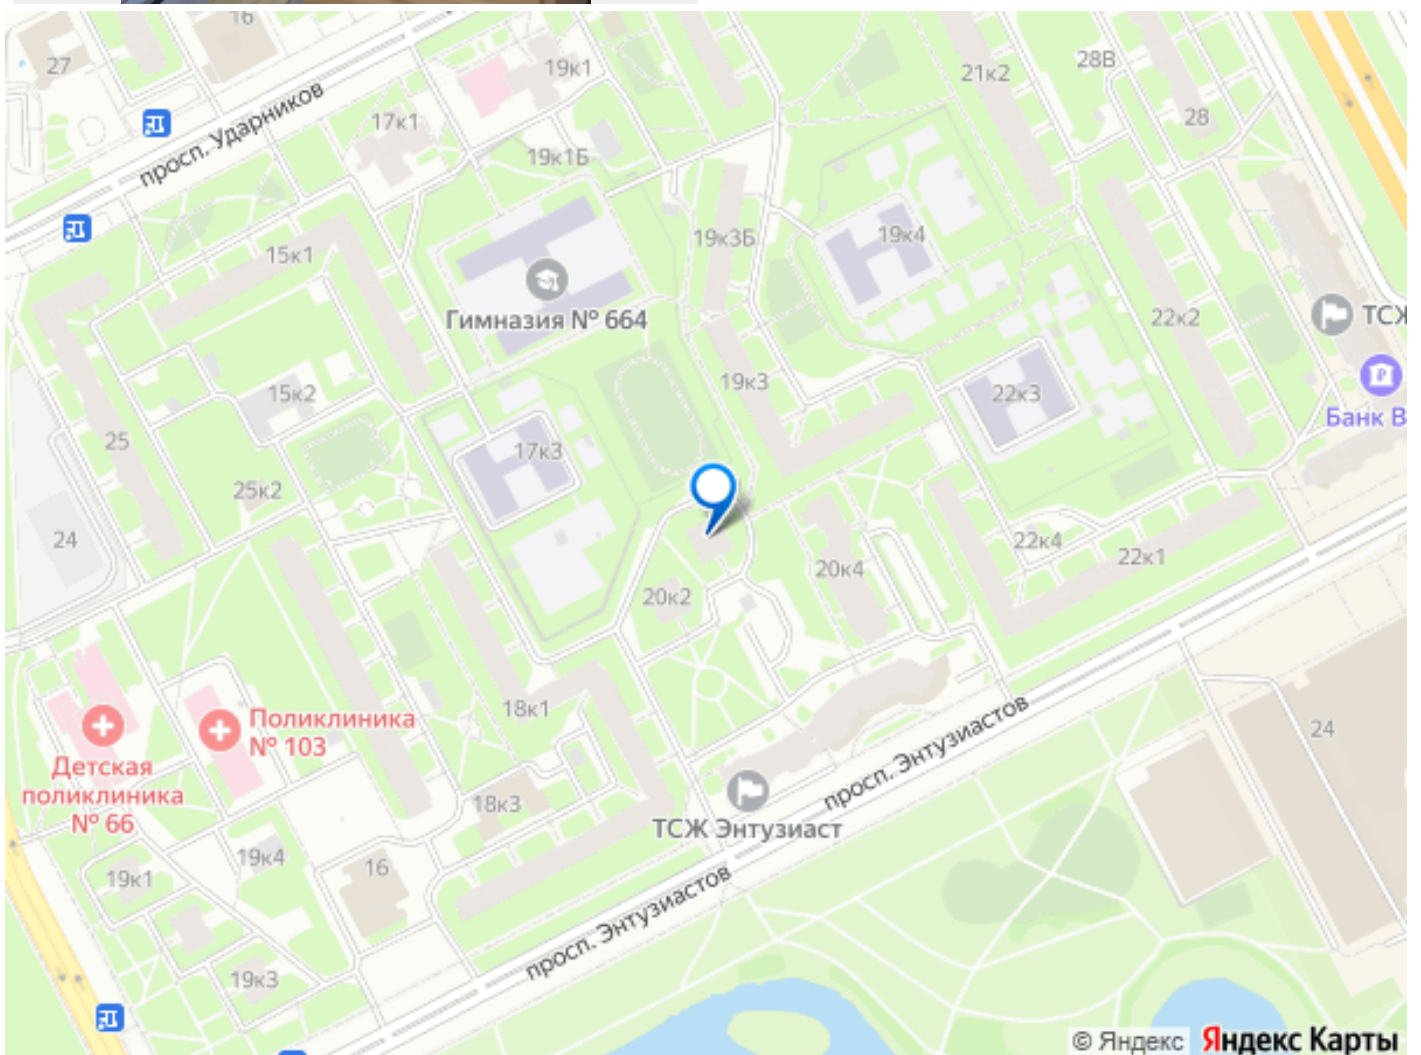 16
27
19к1
21к2
28В
28
просп. Ударников
17к1
19к1Б
15к1
19к3Б
19к4
22к2
ТСЖ
Гимназия № 664
15к2
19к3
22к3
Банк В
25
17к3
25к2
24
20к4
22к4
22к1
20к2
18к1
Поликлиника
№ 103
Детская
поликлиника
№ 66
просп. Энтузиастов
24
18к3
ТСЖ Энтузиаст
19к4
16
19к1
просп. Энтузиастов
19к3
© Яндекс Яндекс Карты